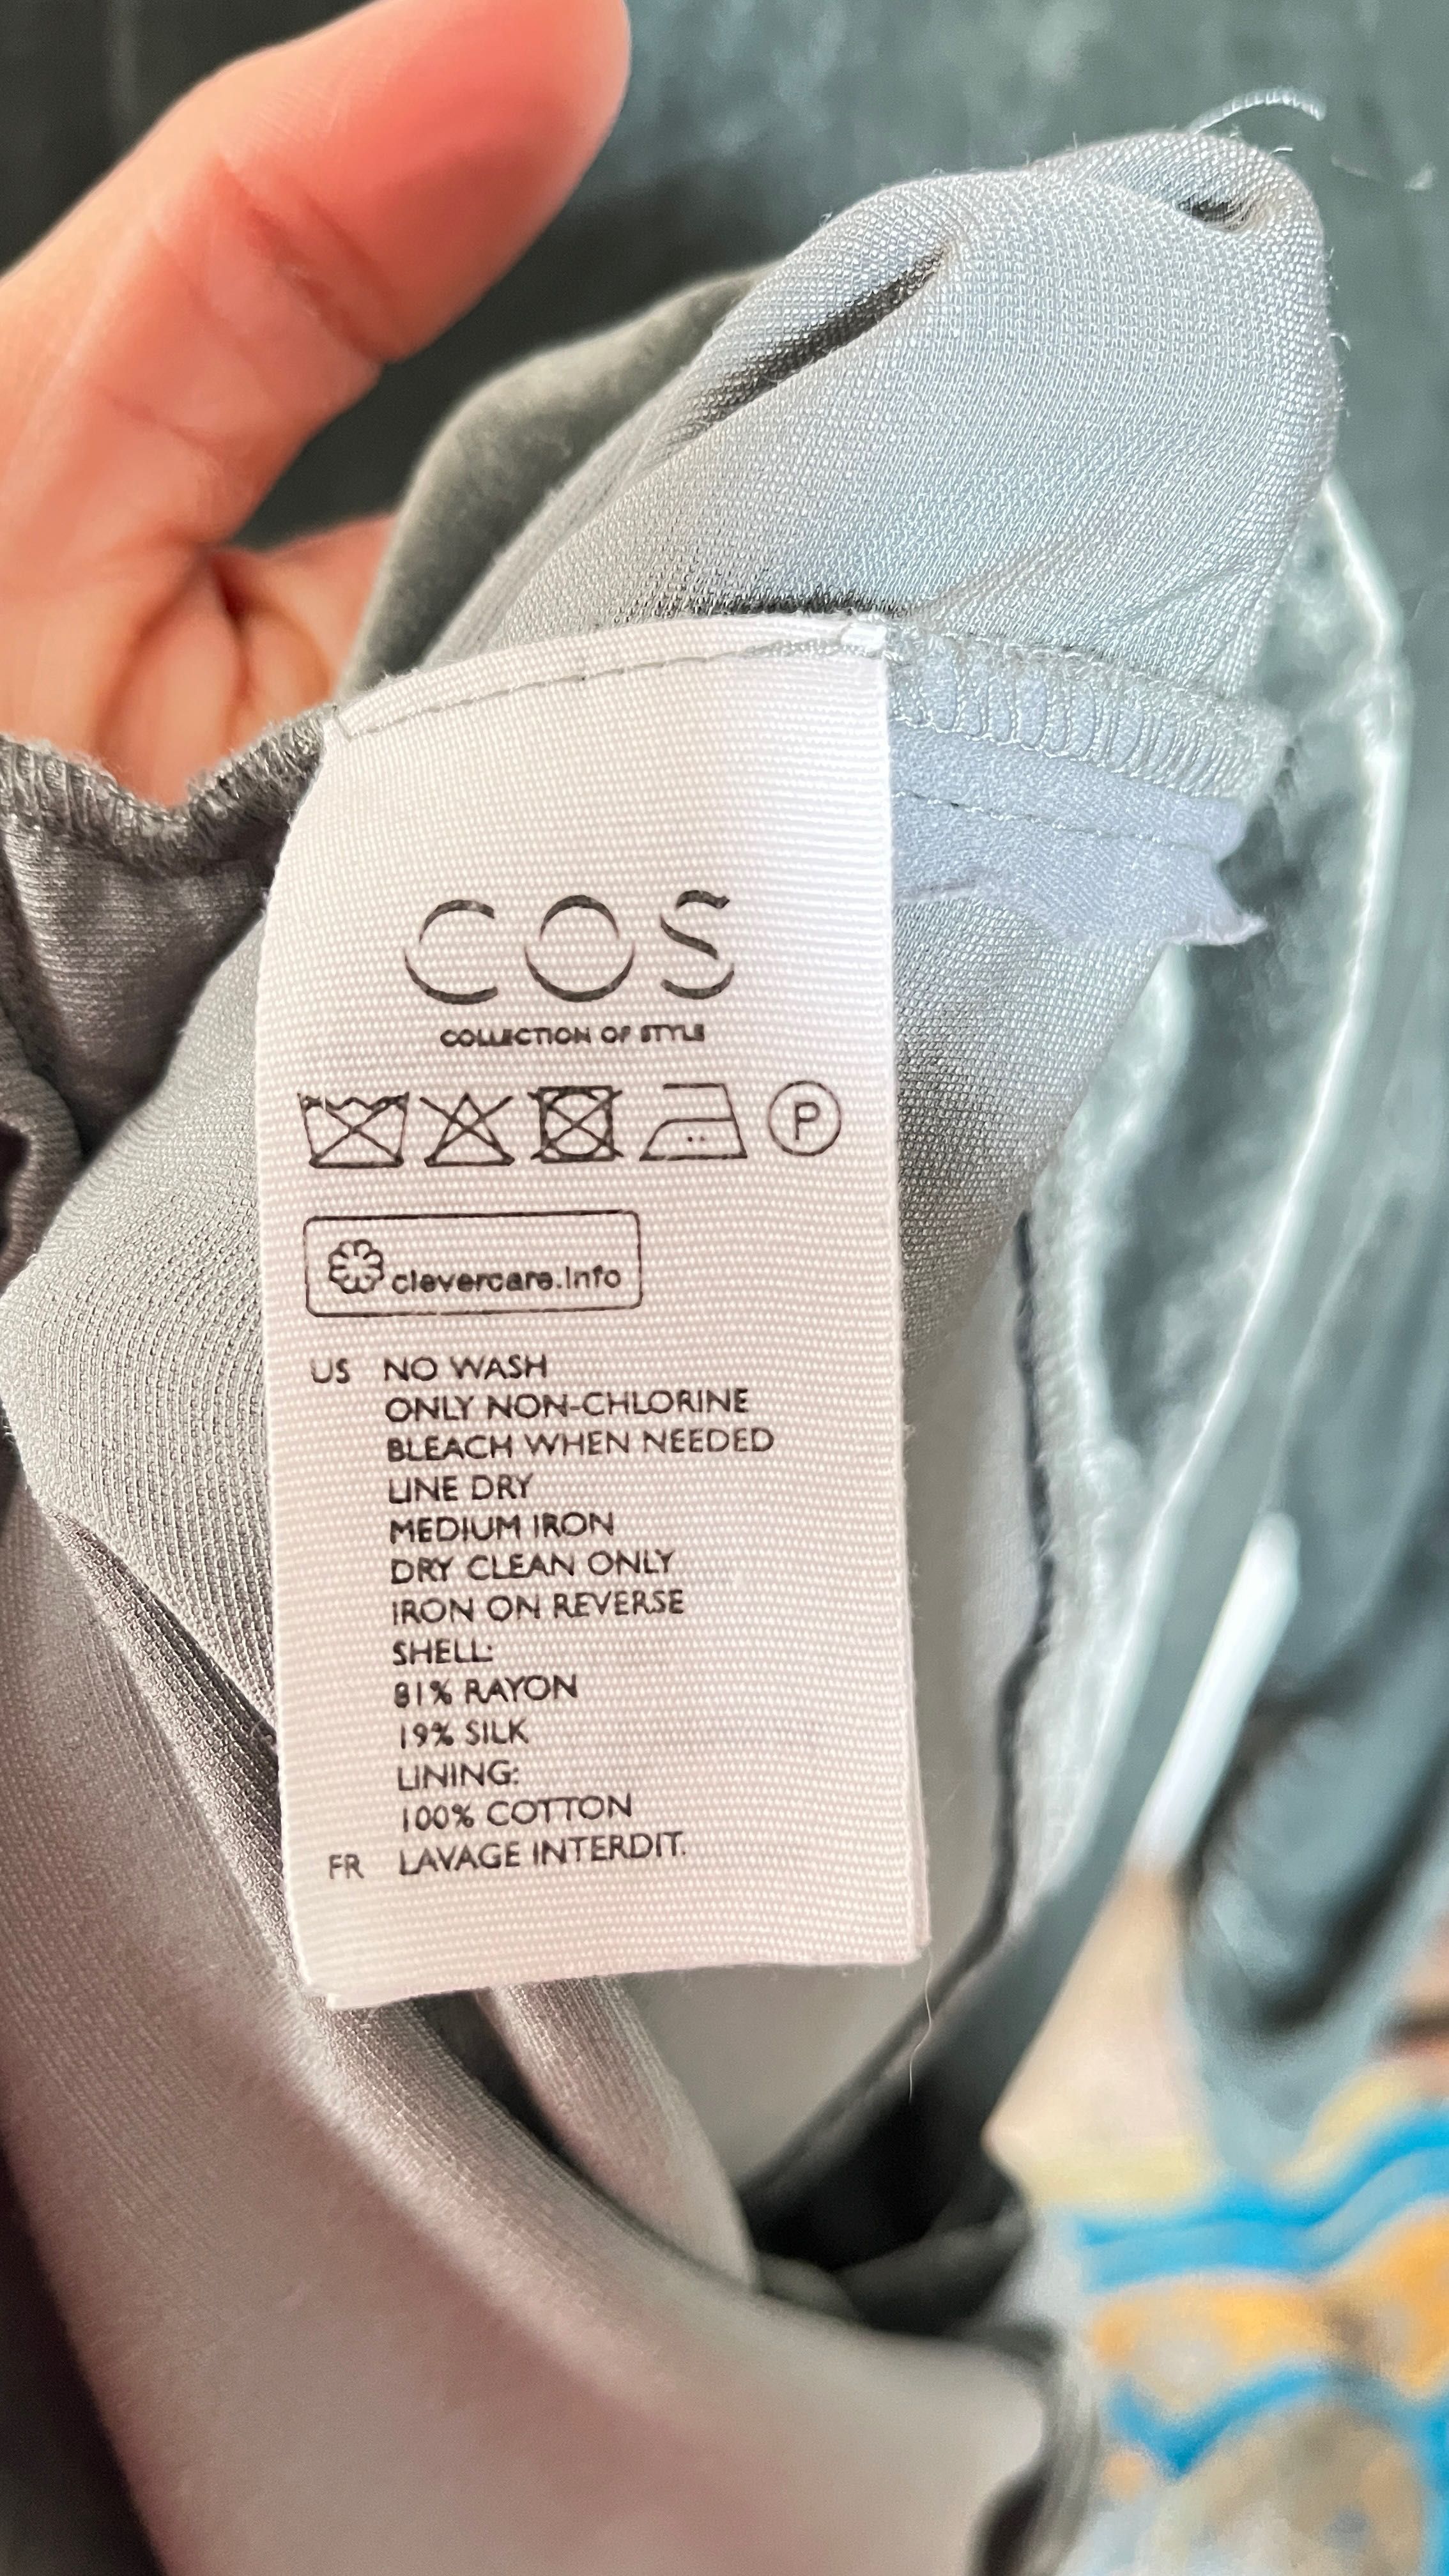 COS
COLLECTION OF STYLE
P
clevercare.info
US NO WASH
ONLY NON-CHLORINE
BLEACH WHEN NEEDED
LINE DRY
MEDIUM IRON
DRY CLEAN ONLY
IRON ON REVERSE
SHELL:
81% RAYON
19% SILK
LINING:
100% COTTON
FR LAVAGE INTERDIT.